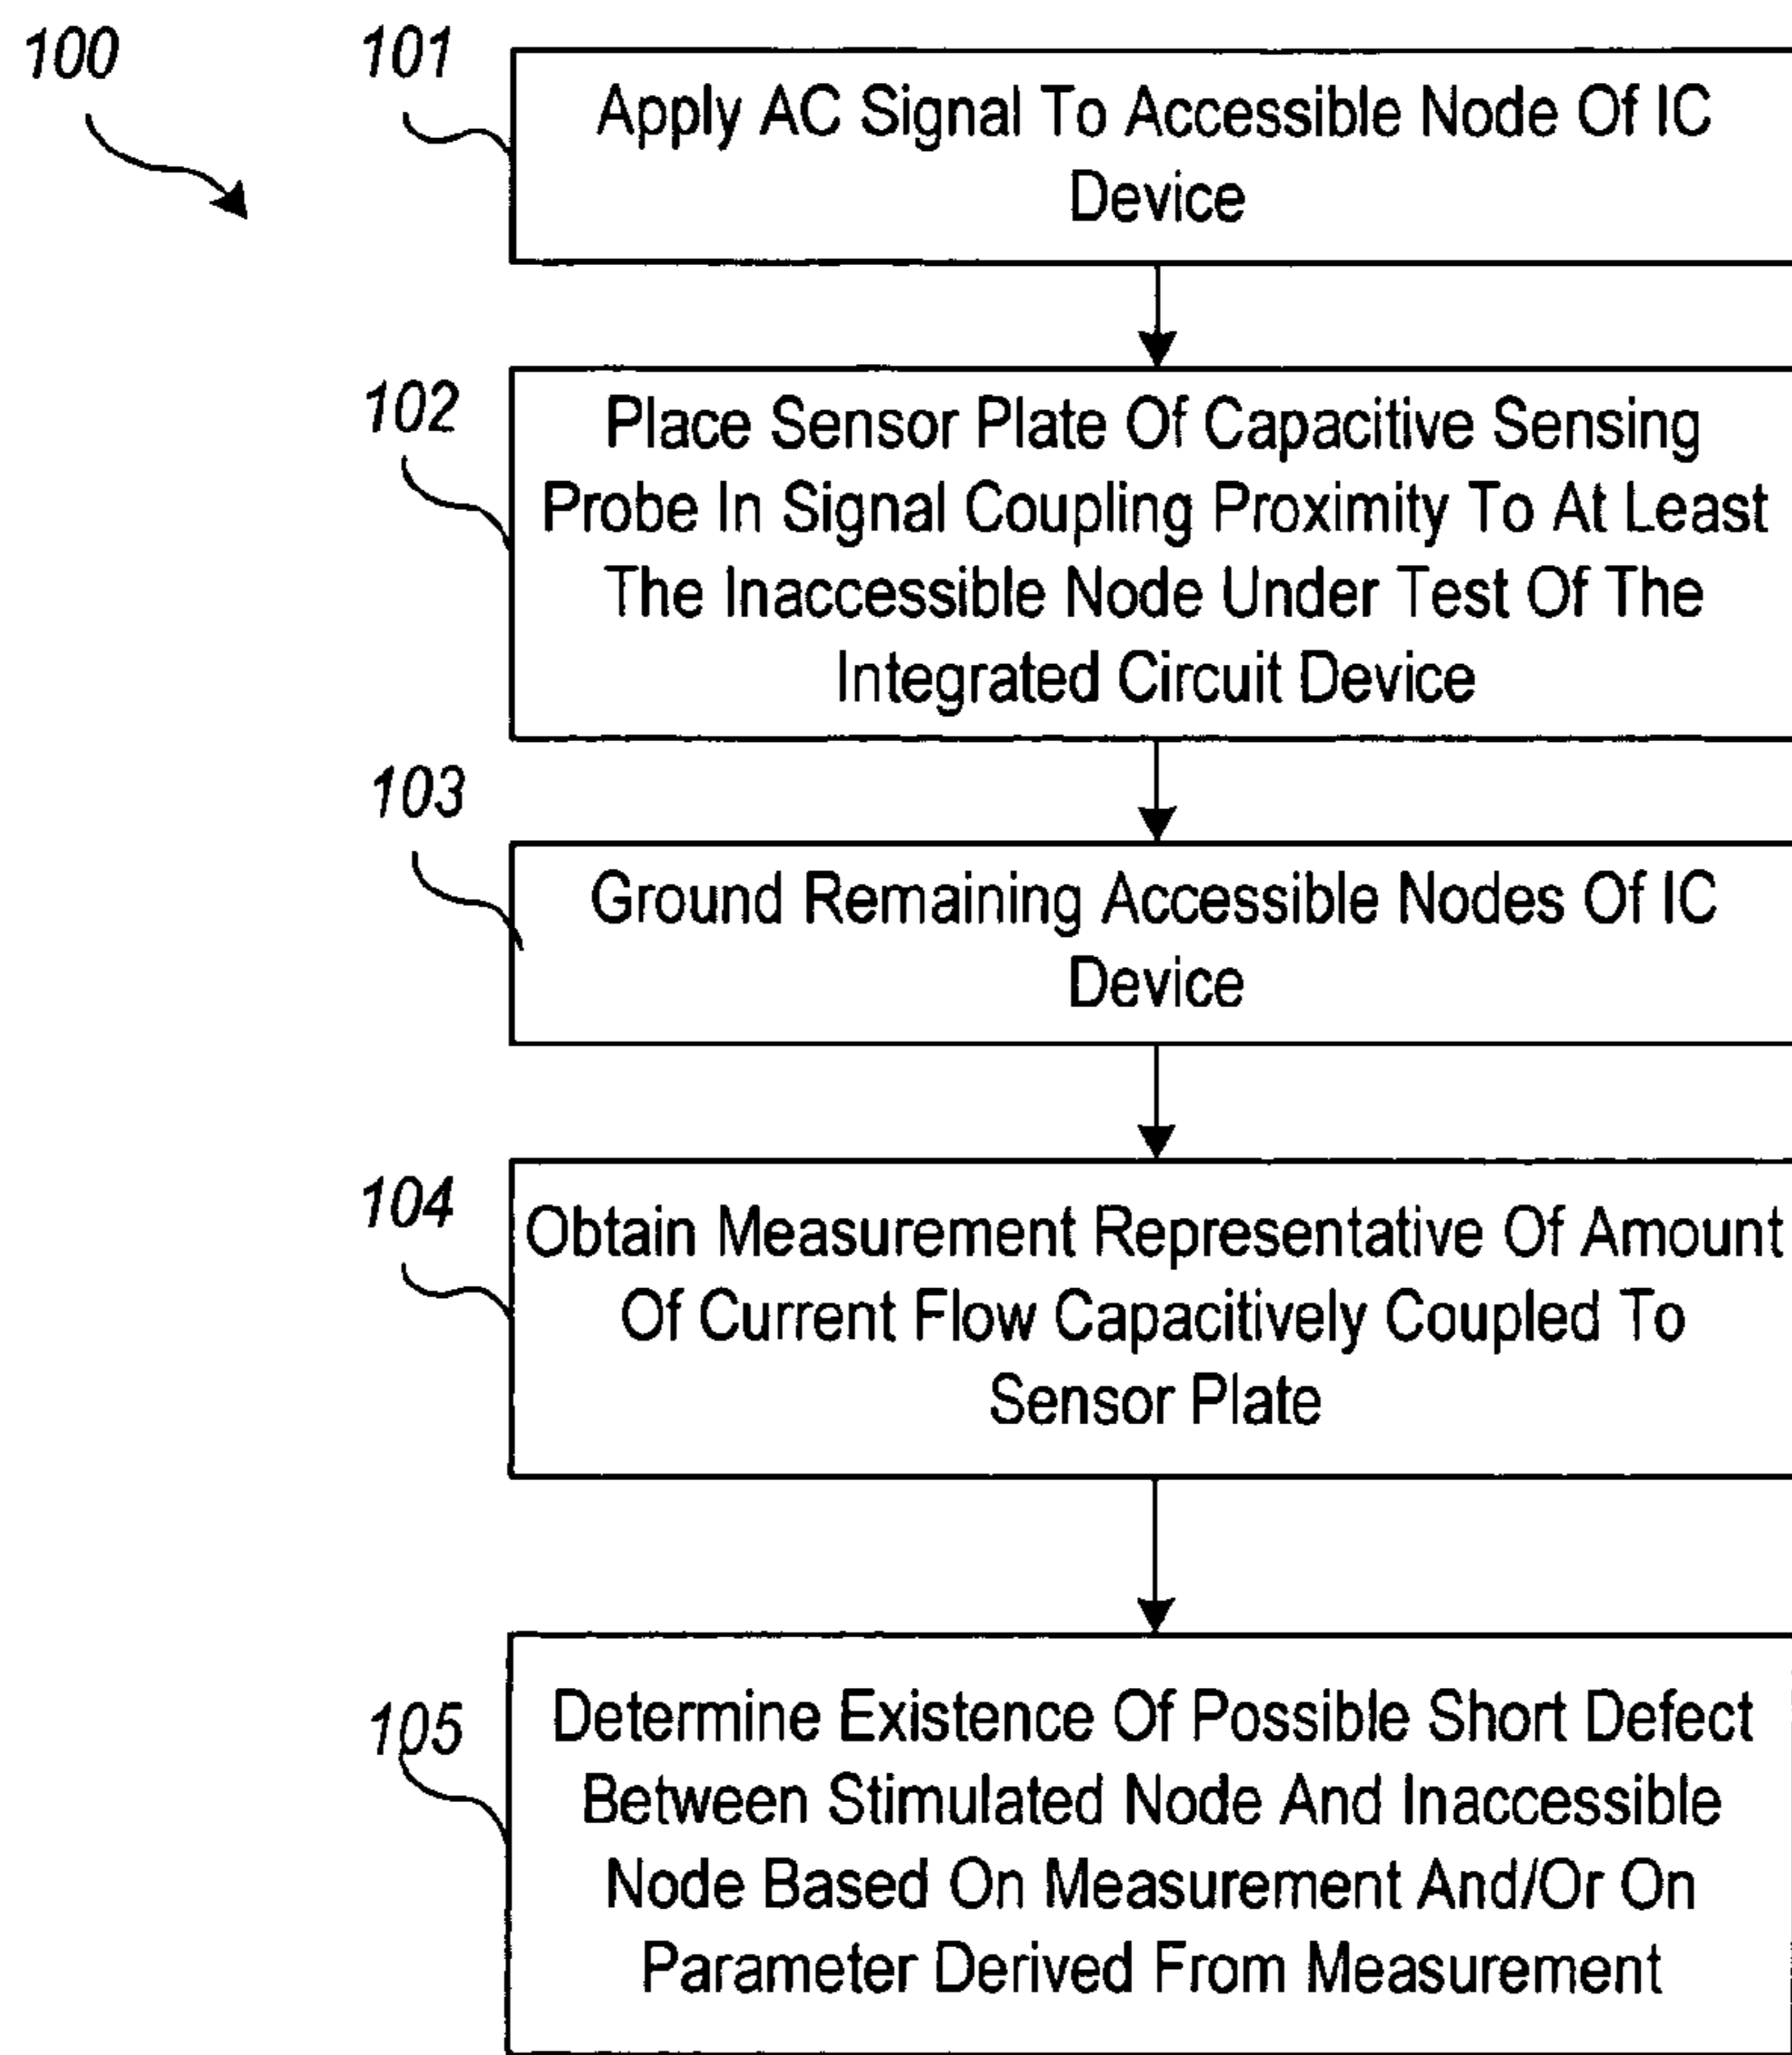 100
101
Apply AC Signal To Accessible Node Of IC
Device
102
Place Sensor Plate Of Capacitive Sensing
Probe In Signal Coupling Proximity To At Least
The Inaccessible Node Under Test Of The
Integrated Circuit Device
103
Ground Remaining Accessible Nodes Of IC
Device
104
Obtain Measurement Representative Of Amount
Of Current Flow Capacitively Coupled To
Sensor Plate
105
Determine Existence Of Possible Short Defect
Between Stimulated Node And Inaccessible
Node Based On Measurement And/Or On
Parameter Derived From Measurement